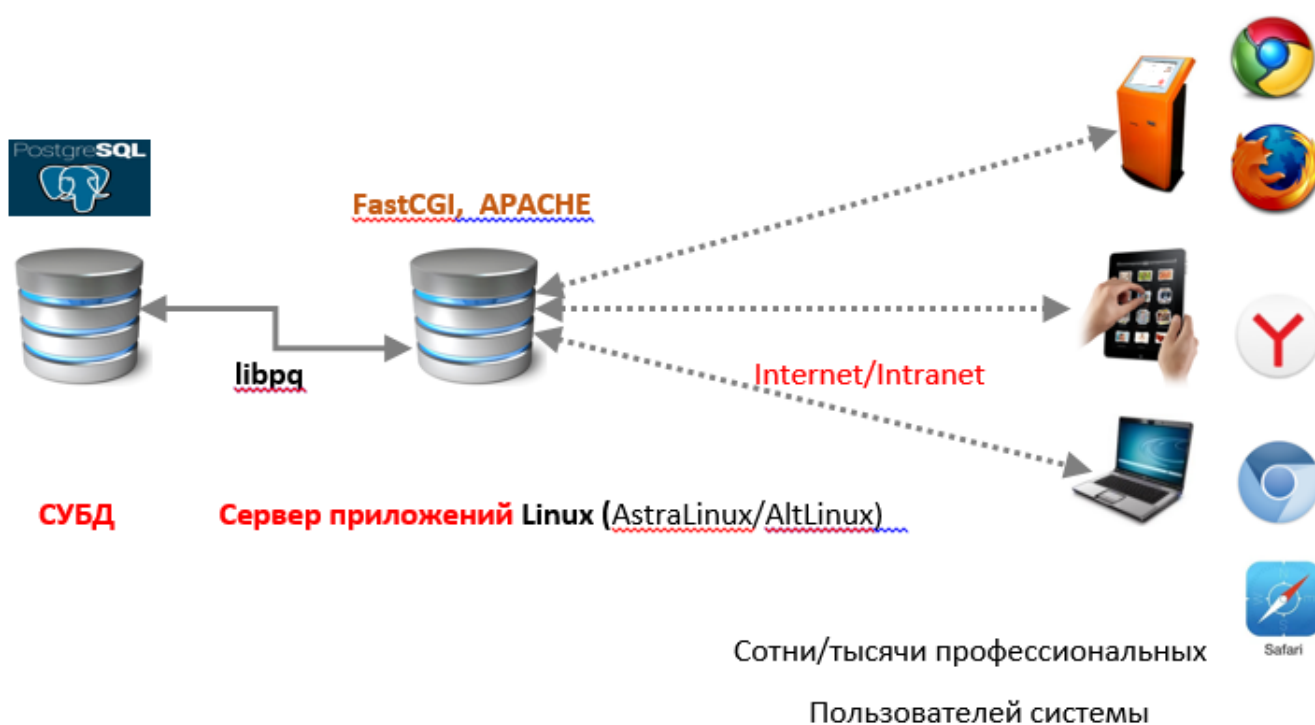 PostgreSQL
FastCGI, APACHE
libpq
Internet/Intranet
СУБД
Сервер приложений Linux (AstraLinux/AltLinux)
Safari
Сотни/тысячи профессиональных
Пользователей системы